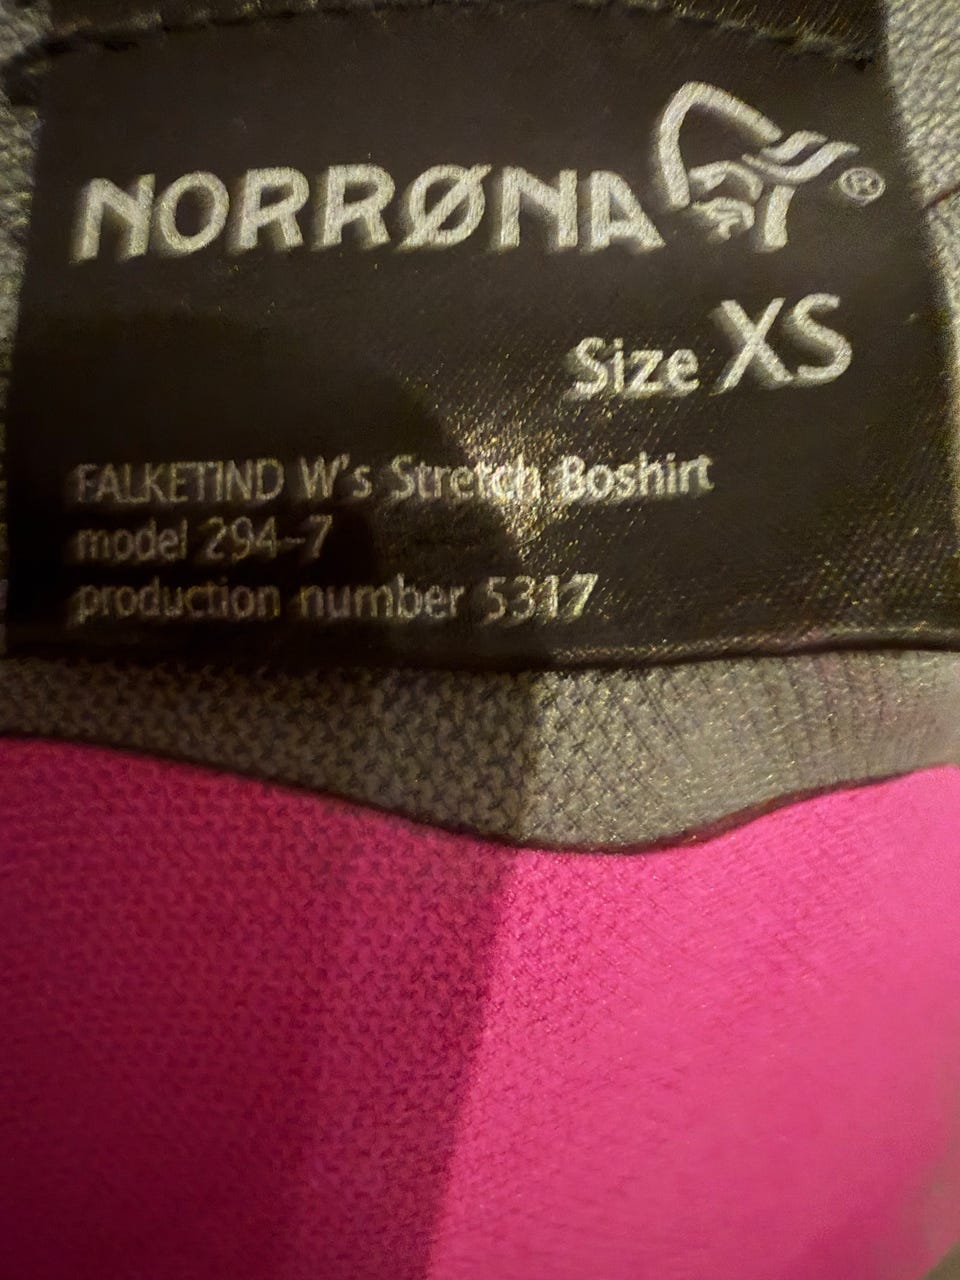 NORRØNA ®
Size XS
FALKETIND W's Stretch Boshirt
model 294-7
production number 5317